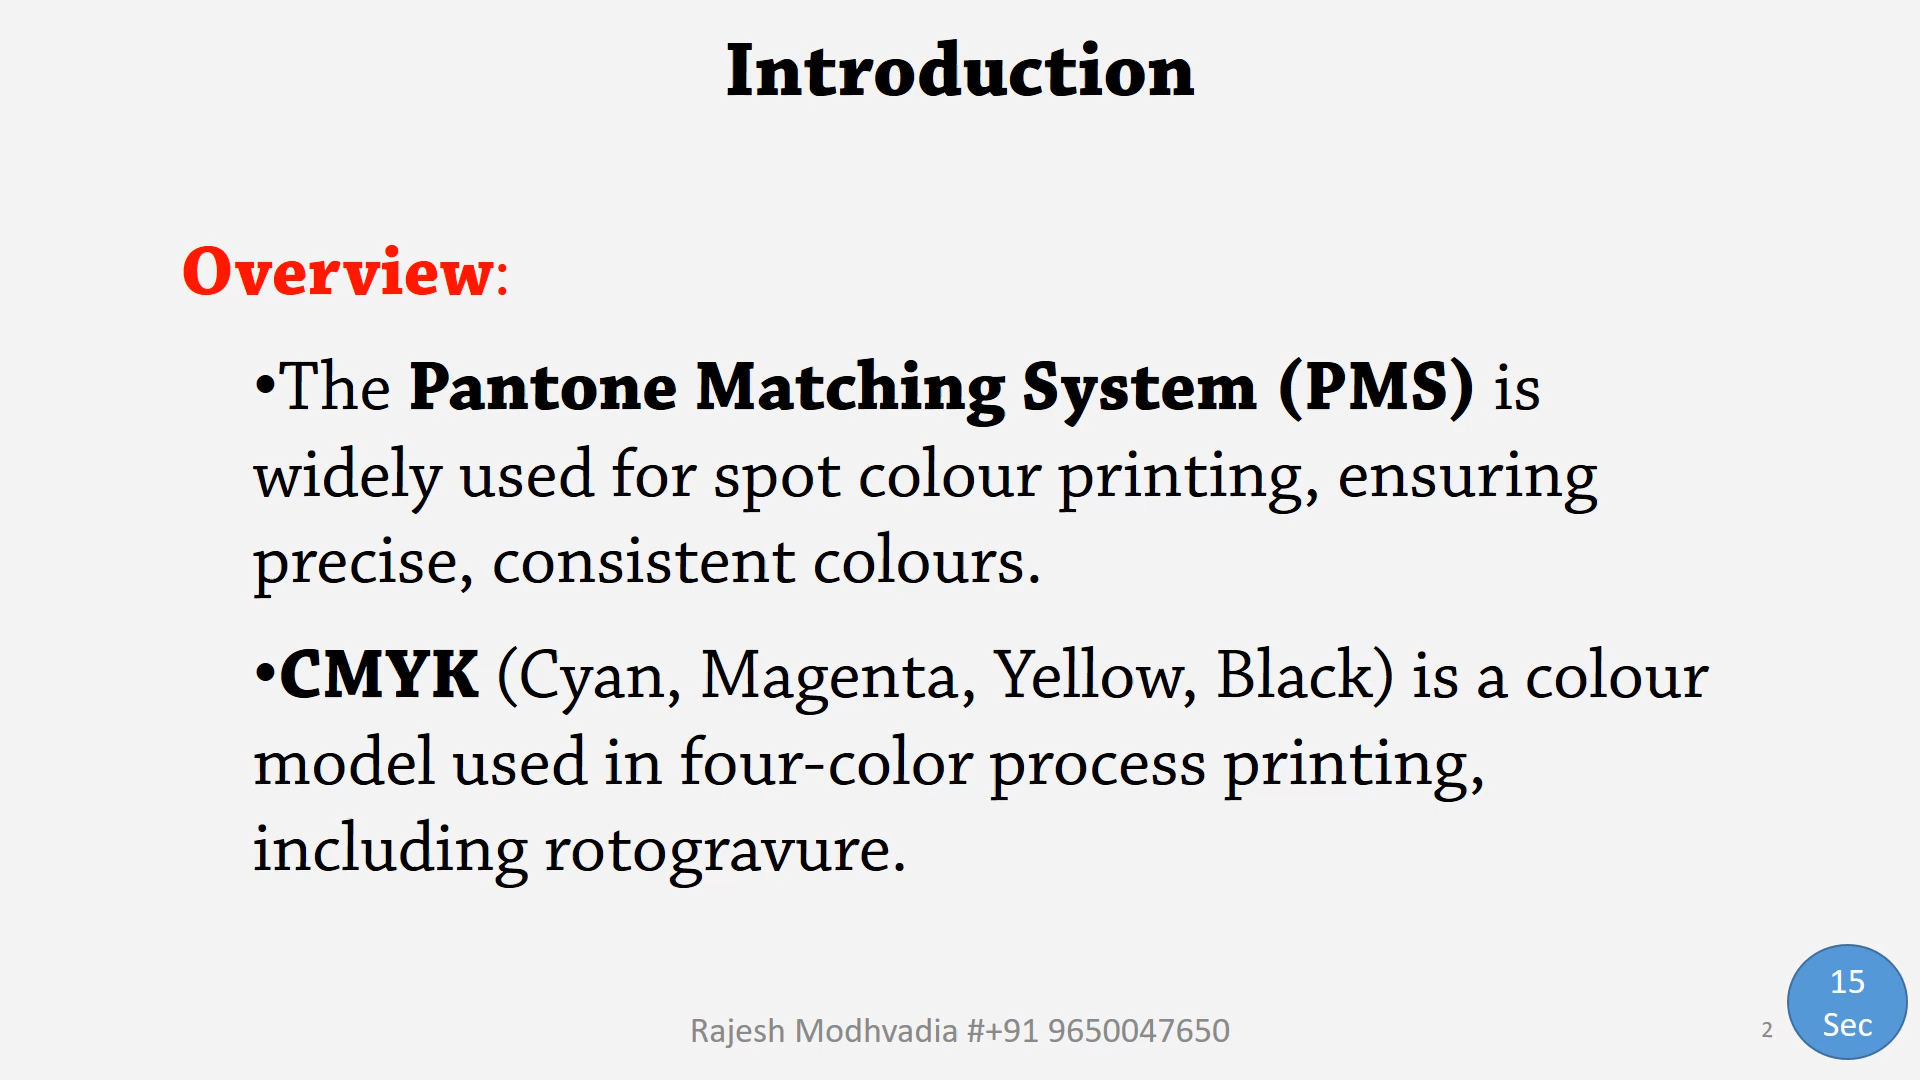 Introduction
Overview:
•The Pantone Matching System (PMS) is
widely used for spot colour printing, ensuring
precise, consistent colours.
•CMYK (Cyan, Magenta, Yellow, Black) is a colour
model used in four-color process printing,
including rotogravure.
Rajesh Modhvadia #+91 9650047650
2
15
Sec